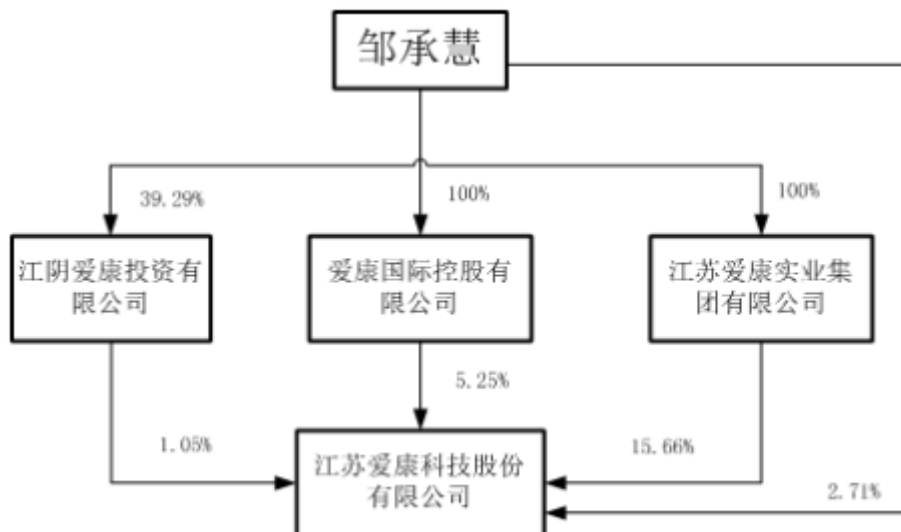 邹承慧
39.29%
100%
100%
江阴爱康投资有
限公司
爱康国际控股有
限公司
江苏爱康实业集
团有限公司
5.25%
1.05%
15.66%
江苏爱康科技股份
有限公司
2.71%